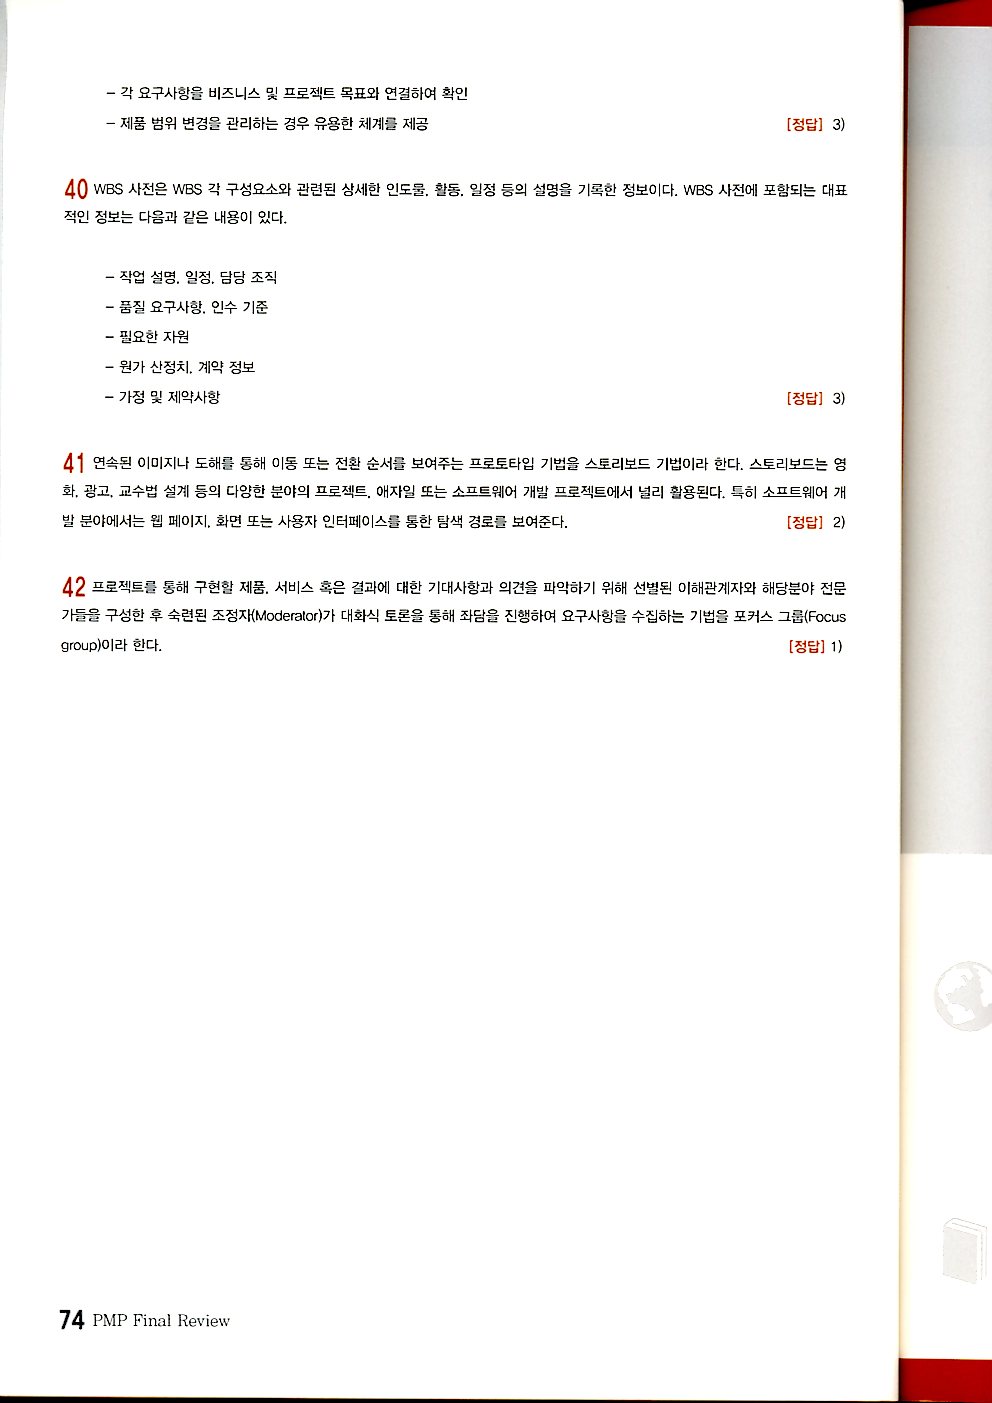 – 각 요구사항을 비즈니스 및 프로젝트 목표와 연결하여 확인
– 제품 범위 변경을 관리하는 경우 유용한 체계를 제공 [정답] 3)
40 WBS 사전은 WBS 각 구성요소와 관련된 상세한 인도물, 활동, 일정 등의 설명을 기록한 정보이다. WBS 사전에 포함되는 대표
적인 정보는 다음과 같은 내용이 있다.
– 작업 설명, 일정, 담당 조직
– 품질 요구사항, 인수 기준
– 필요한 자원
– 원가 산정치, 계약 정보
– 가정 및 제약사항 [정답] 3)
41 연속된 이미지나 도해를 통해 이동 또는 전환 순서를 보여주는 프로토타입 기법을 스토리보드 기법이라 한다. 스토리보드는 영
화, 광고, 교수법 설계 등의 다양한 분야의 프로젝트, 애자일 또는 소프트웨어 개발 프로젝트에서 널리 활용된다. 특히 소프트웨어 개
발 분야에서는 웹 페이지, 화면 또는 사용자 인터페이스를 통한 탐색 경로를 보여준다. [정답] 2)
42 프로젝트를 통해 구현할 제품, 서비스 혹은 결과에 대한 기대사항과 의견을 파악하기 위해 선별된 이해관계자와 해당분야 전문
가들을 구성한 후 숙련된 조정자(Moderator)가 대화식 토론을 통해 좌담을 진행하여 요구사항을 수집하는 기법을 포커스 그룹(Focus
group)이라 한다. [정답] 1)
74 PMP Final Review